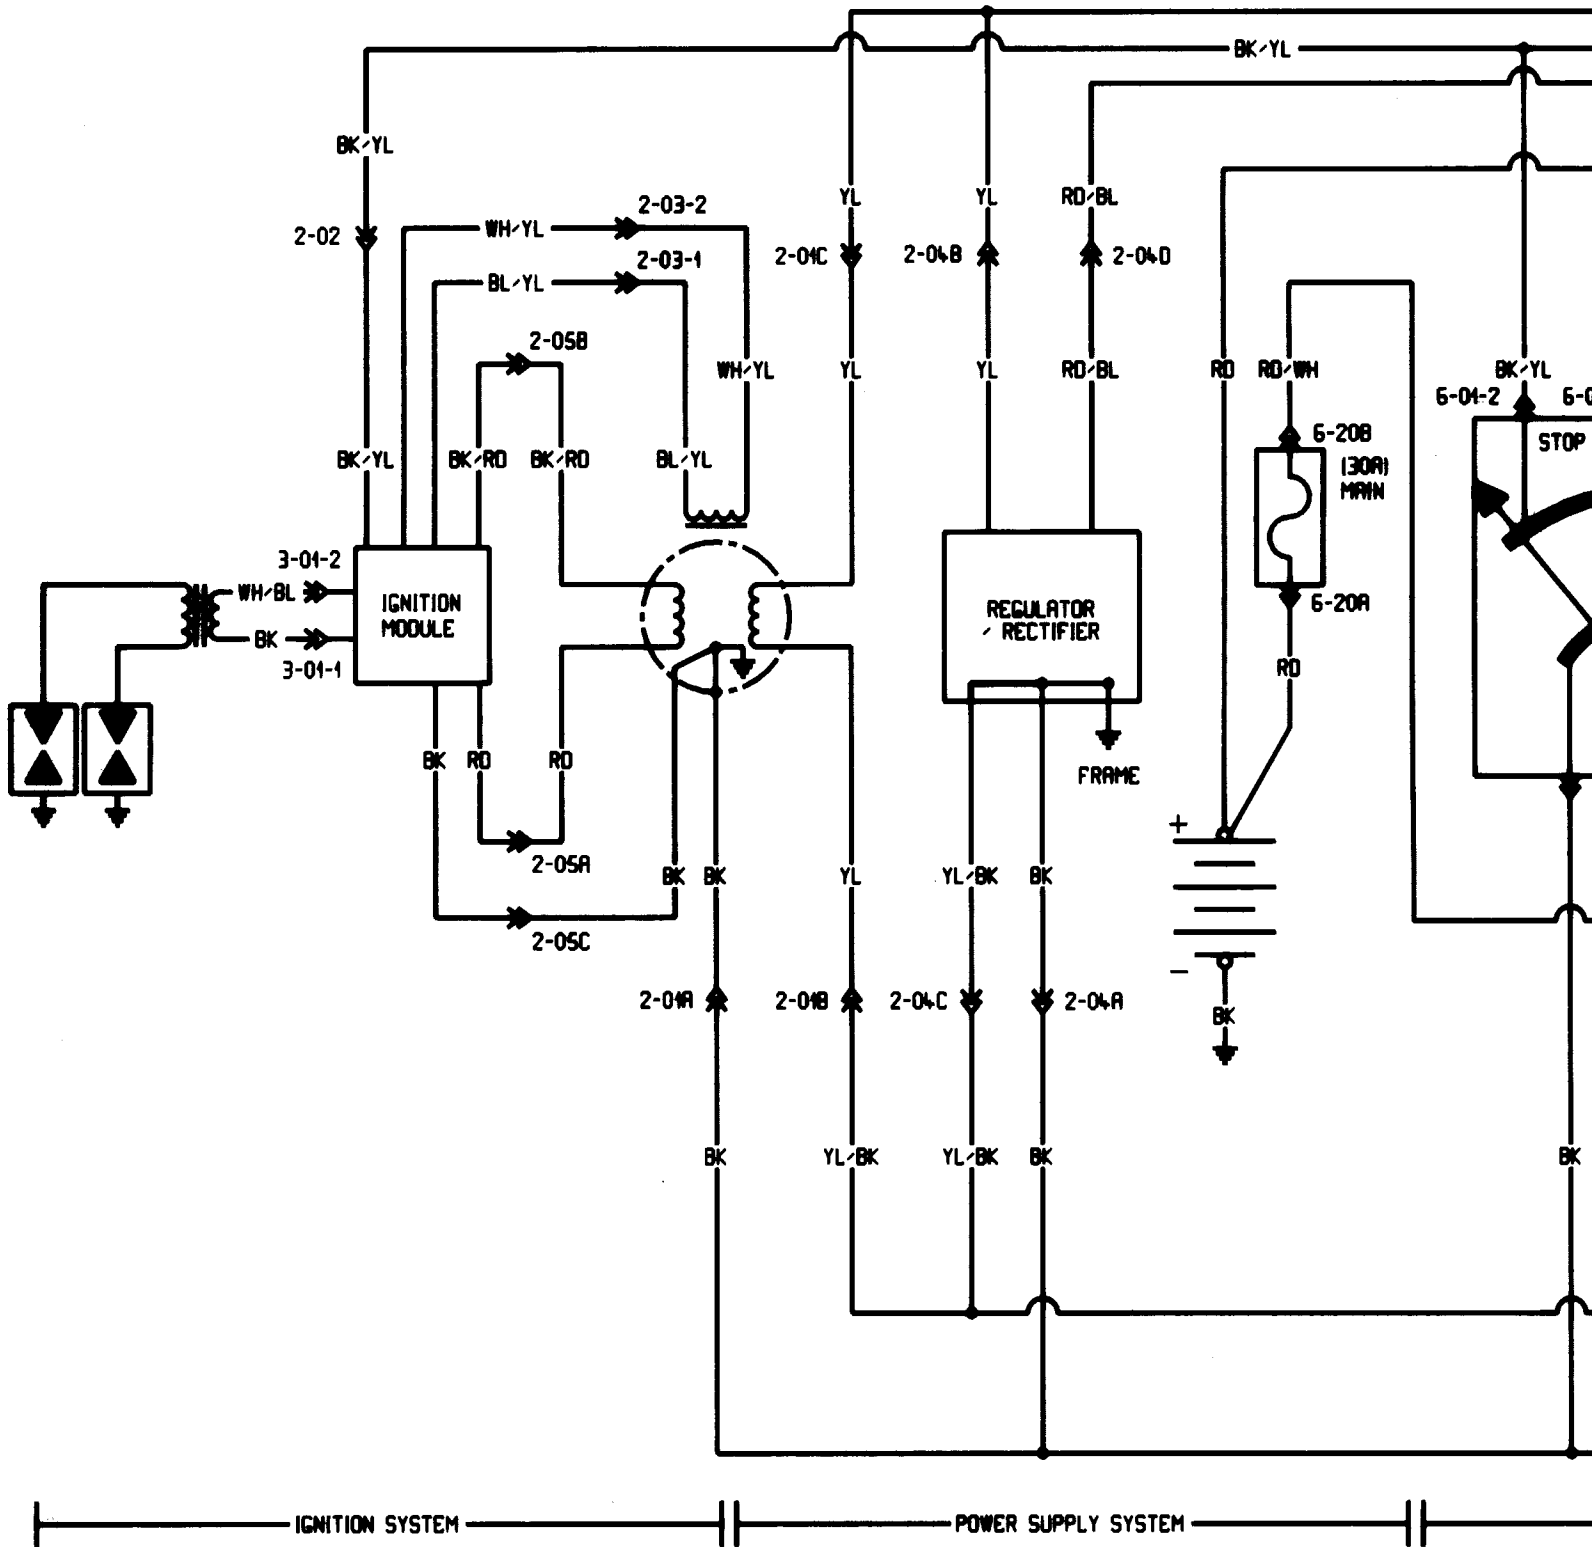 BK/YL
BK/YL
YL
YL
RD/BL
2-03-2
WH/YL
2-02
2-03-1
2-01C
2-04B
2-04D
BL/YL
2-05B
WH/YL
YL
YL
RD/BL
RD
RD/WH
BK/YL
6-01-2
6-20B
STOP
BK/YL
BK/RD
BK/RD
BL/YL
(30A)
MAIN
3-01-2
WH/BL
IGNITION
MODULE
REGULATOR
/ RECTIFIER
6-20A
BK
3-01-1
RD
BK
RD
RD
FRAME
+
2-05A
BK
BK
YL
YL/BK
BK
2-05C
−
2-01A
2-01B
2-04C
2-04A
BK
BK
YL/BK
YL/BK
BK
BK
IGNITION SYSTEM
POWER SUPPLY SYSTEM